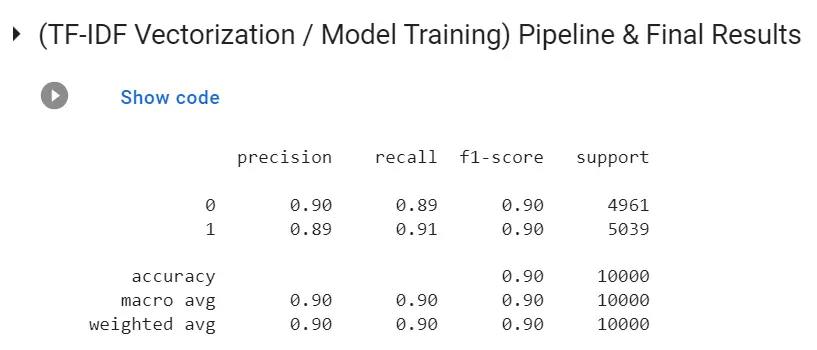 (TF-IDF Vectorization / Model Training) Pipeline & Final Results
Show code
precision recall f1-score support
0 0.90 0.89 0.90 4961
1 0.89 0.91 0.90 5039
accuracy 0.90 10000
macro avg 0.90 0.90 0.90 10000
weighted avg 0.90 0.90 0.90 10000